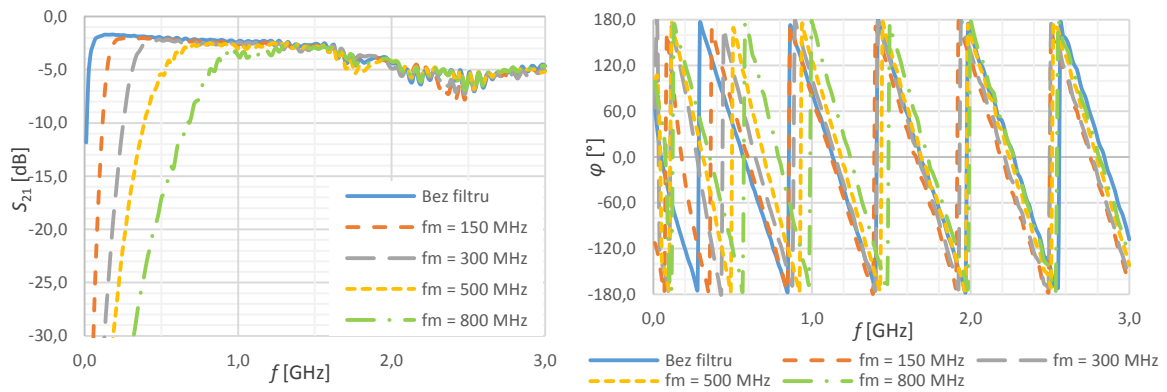 0,0
-5,0
-10,0
-15,0
-20,0
-25,0
-30,0
S21 [dB]
Bez filtru
fm = 150 MHz
fm = 300 MHz
fm = 500 MHz
fm = 800 MHz
0,0 1,0 2,0 3,0
f [GHz]
180,0
120,0
60,0
0,0
-60,0
-120,0
-180,0
φ [°]
0,0 1,0 2,0 3,0
f [GHz]
Bez filtru fm = 150 MHz fm = 300 MHz
fm = 500 MHz fm = 800 MHz